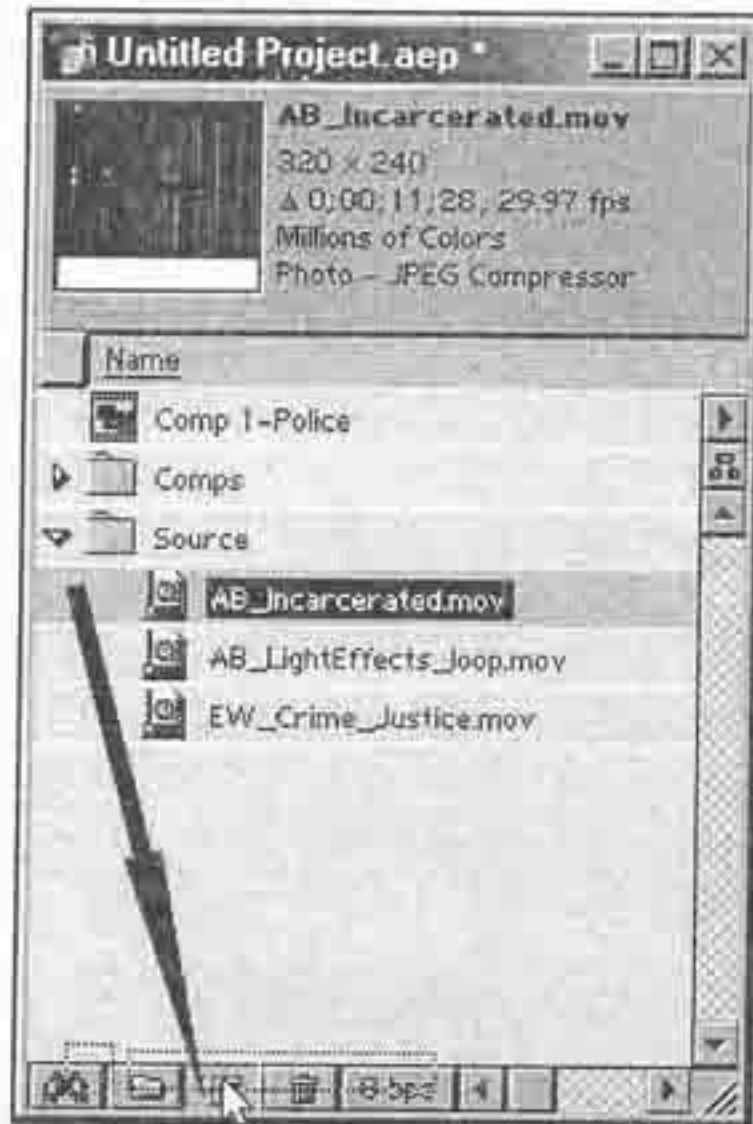 Untitled Project.aep *
AB_Incarcerated.mov
320 x 240
Δ 0;00;11;28, 29.97 fps
Millions of Colors
Photo – JPEG Compressor
Name
Comp 1-Police
Comps
Source
AB_Incarcerated.mov
AB_LightEffects_loop.mov
EW_Crime_Justice.mov
8 bpc